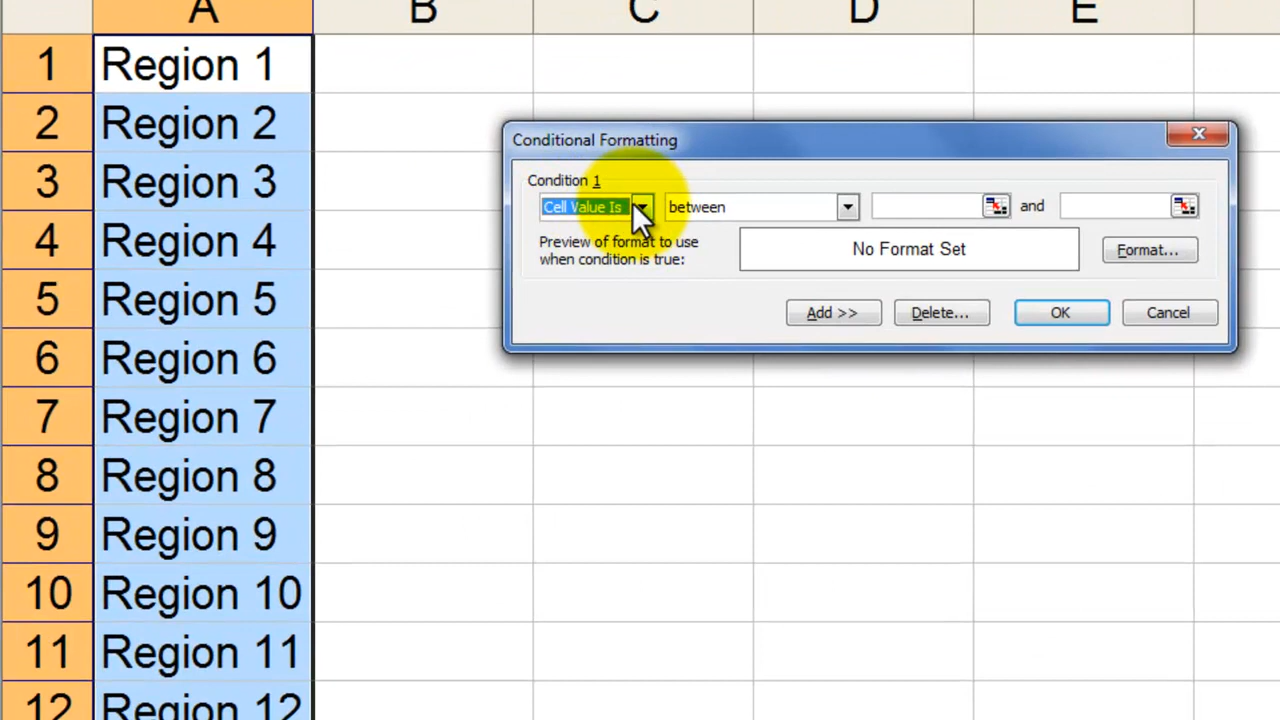 A B C D E
1 Region 1
2 Region 2
3 Region 3
4 Region 4
5 Region 5
6 Region 6
7 Region 7
8 Region 8
9 Region 9
10 Region 10
11 Region 11
12 Region 12
Conditional Formatting
Condition 1
Cell Value Is between and
Preview of format to use
when condition is true:
No Format Set
Format...
Add >> Delete... OK Cancel